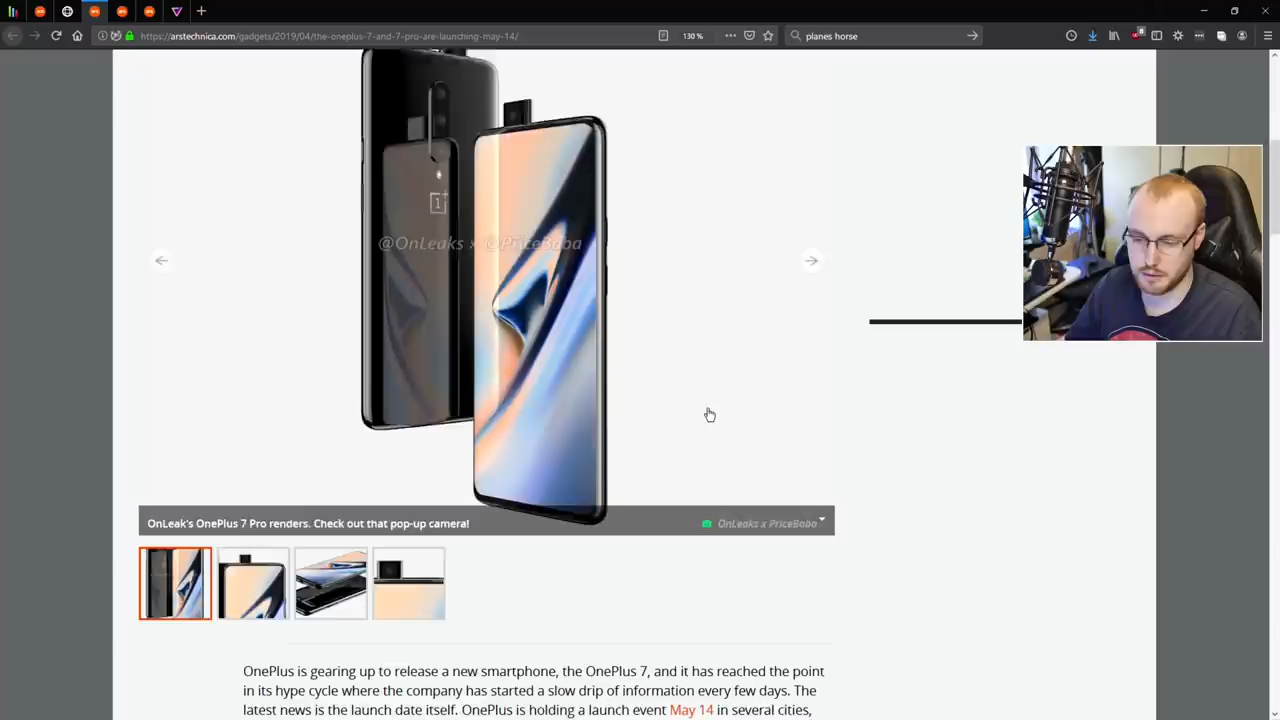 https://arstechnica.com/gadgets/2019/04/the-oneplus-7-and-7-pro-are-launching-may-14/
130%
planes horse
1
@OnLeaks x @PriceBaba
OnLeak's OnePlus 7 Pro renders. Check out that pop-up camera!
OnLeaks x PriceBaba
OnePlus is gearing up to release a new smartphone, the OnePlus 7, and it has reached the point
in its hype cycle where the company has started a slow drip of information every few days. The
latest news is the launch date itself. OnePlus is holding a launch event May 14 in several cities,